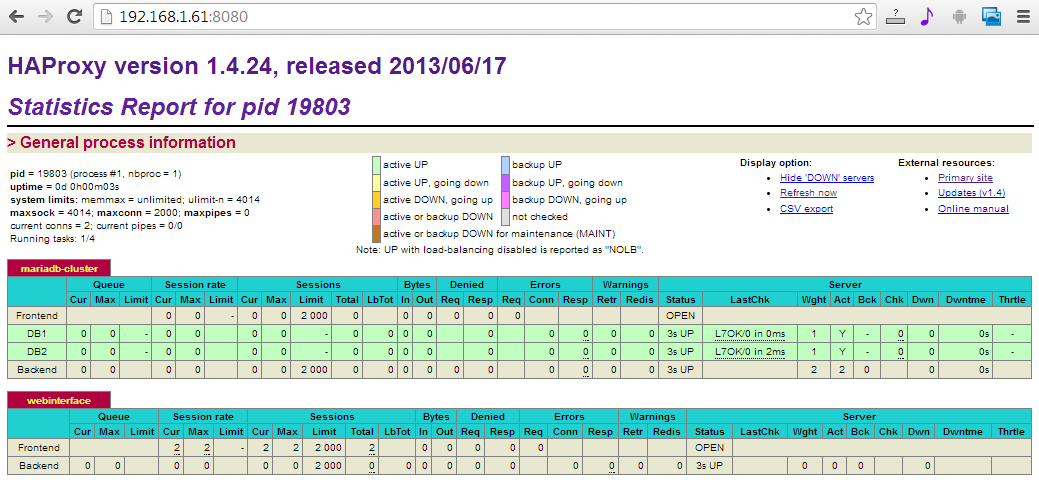 192.168.1.61:8080
HAProxy version 1.4.24, released 2013/06/17
Statistics Report for pid 19803
> General process information
pid = 19803 (process #1, nbproc = 1)
uptime = 0d 0h00m03s
system limits: memmax = unlimited; ulimit-n = 4014
maxsock = 4014; maxconn = 2000; maxpipes = 0
current conns = 2; current pipes = 0/0
Running tasks: 1/4
active UP backup UP
active UP, going down backup UP, going down
active DOWN, going up backup DOWN, going up
active or backup DOWN not checked
active or backup DOWN for maintenance (MAINT)
Note: UP with load-balancing disabled is reported as "NOLB".
Display option:
• Hide 'DOWN' servers
• Refresh now
• CSV export
External resources:
• Primary site
• Updates (v1.4)
• Online manual
mariadb-cluster
Queue Session rate Sessions Bytes Denied Errors Warnings Server
Cur Max Limit Cur Max Limit Cur Max Limit Total LbTot In Out Req Resp Req Conn Resp Retr Redis Status LastChk Wght Act Bck Chk Dwn Dwntme Thrtle
Frontend 0 0 - 0 0 2 000 0 0 0 0 0 0 OPEN
DB1 0 0 - 0 0 0 0 - 0 0 0 0 0 0 0 0 0 3s UP L7OK/0 in 0ms 1 Y - 0 0 0s -
DB2 0 0 - 0 0 0 0 - 0 0 0 0 0 0 0 0 0 3s UP L7OK/0 in 2ms 1 Y - 0 0 0s -
Backend 0 0 0 0 0 0 2 000 0 0 0 0 0 0 0 0 0 0 3s UP 2 2 0 0 0s
webinterface
Queue Session rate Sessions Bytes Denied Errors Warnings Server
Cur Max Limit Cur Max Limit Cur Max Limit Total LbTot In Out Req Resp Req Conn Resp Retr Redis Status LastChk Wght Act Bck Chk Dwn Dwntme Thrtle
Frontend 2 2 - 2 2 2 000 2 0 0 0 0 0 OPEN
Backend 0 0 0 0 0 0 2 000 0 0 0 0 0 0 0 0 0 0 3s UP 0 0 0 0